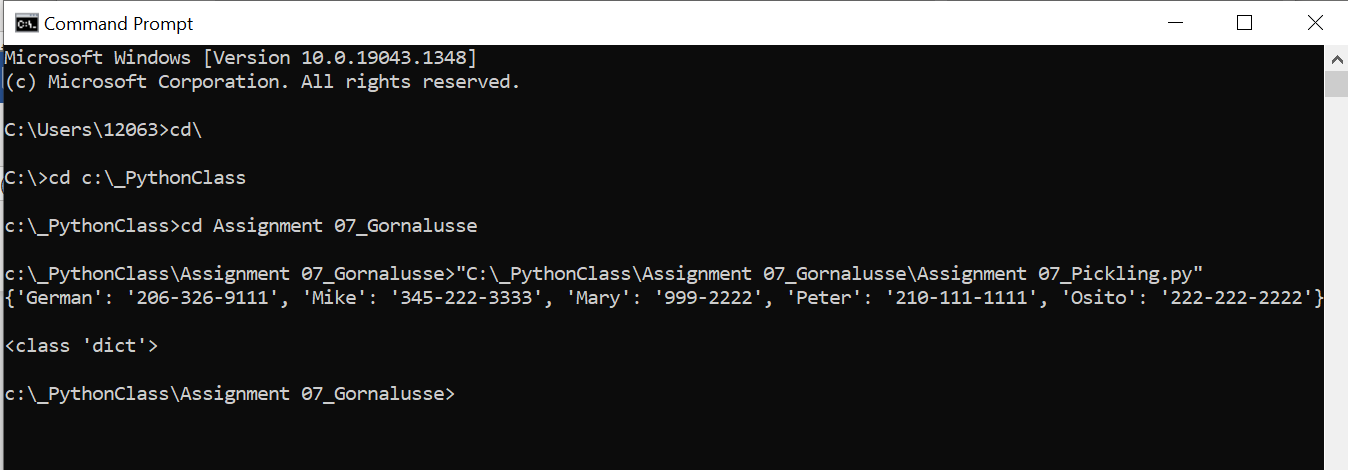 Command Prompt
Microsoft Windows [Version 10.0.19043.1348]
(c) Microsoft Corporation. All rights reserved.
C:\Users\12063>cd\
C:\>cd c:\_PythonClass
c:\_PythonClass>cd Assignment 07_Gornalusse
c:\_PythonClass\Assignment 07_Gornalusse>"C:\_PythonClass\Assignment 07_Gornalusse\Assignment 07_Pickling.py"
{'German': '206-326-9111', 'Mike': '345-222-3333', 'Mary': '999-2222', 'Peter': '210-111-1111', 'Osito': '222-222-2222'}
<class 'dict'>
c:\_PythonClass\Assignment 07_Gornalusse>